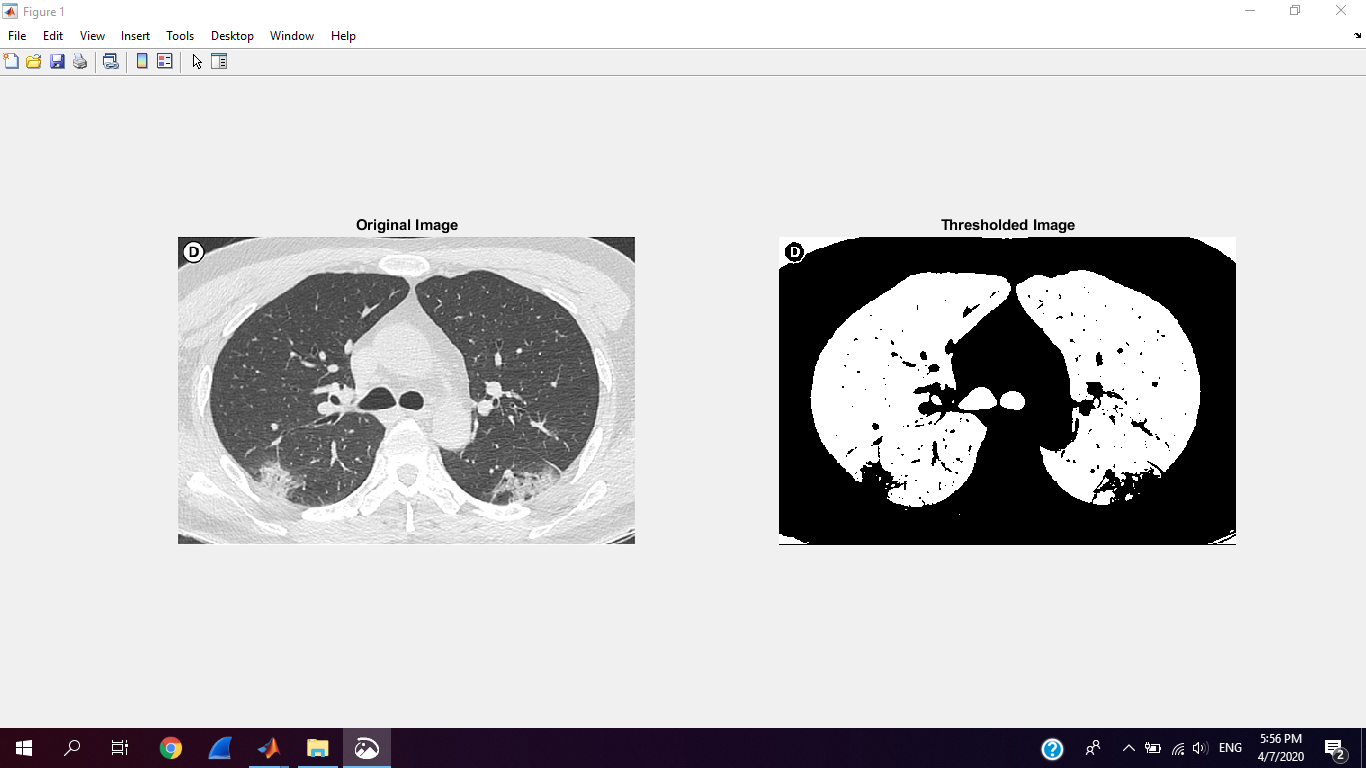 Figure 1
File Edit View Insert Tools Desktop Window Help
Original Image
Thresholded Image
D
D
5:56 PM
ENG
4/7/2020
2